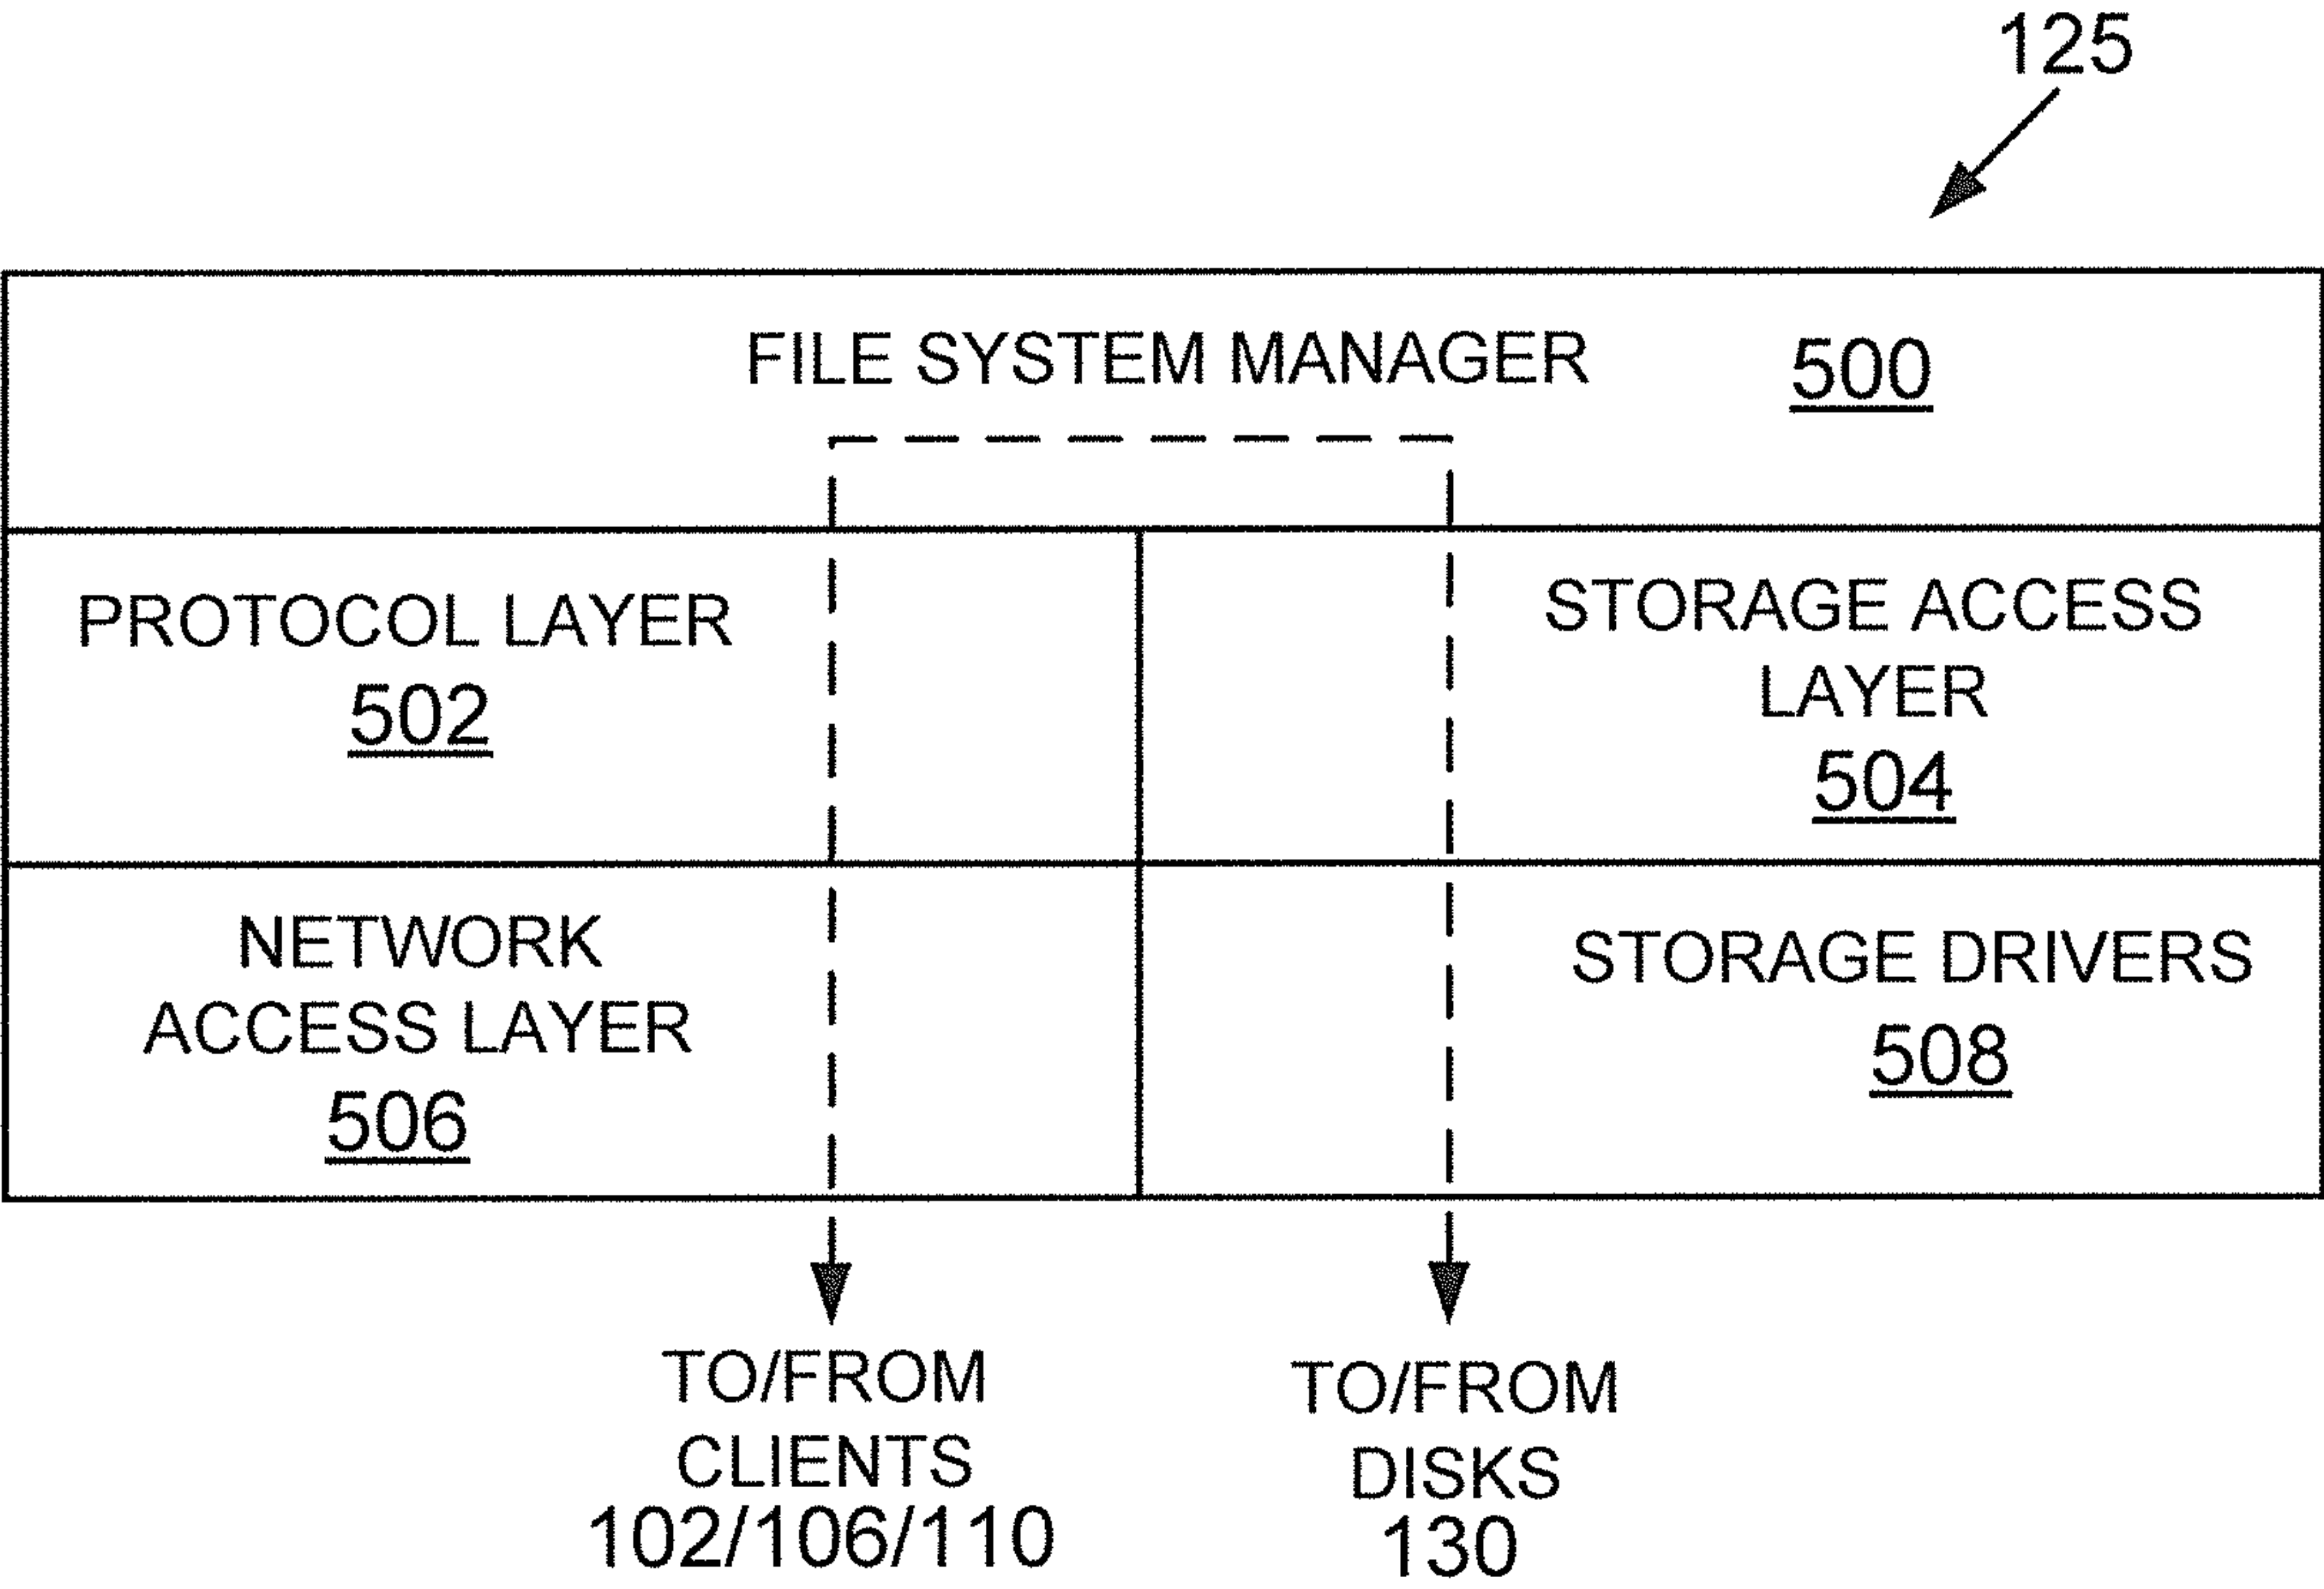 125
FILE SYSTEM MANAGER 500
PROTOCOL LAYER
502
STORAGE ACCESS
LAYER
504
NETWORK
ACCESS LAYER
506
STORAGE DRIVERS
508
TO/FROM
CLIENTS
102/106/110
TO/FROM
DISKS
130